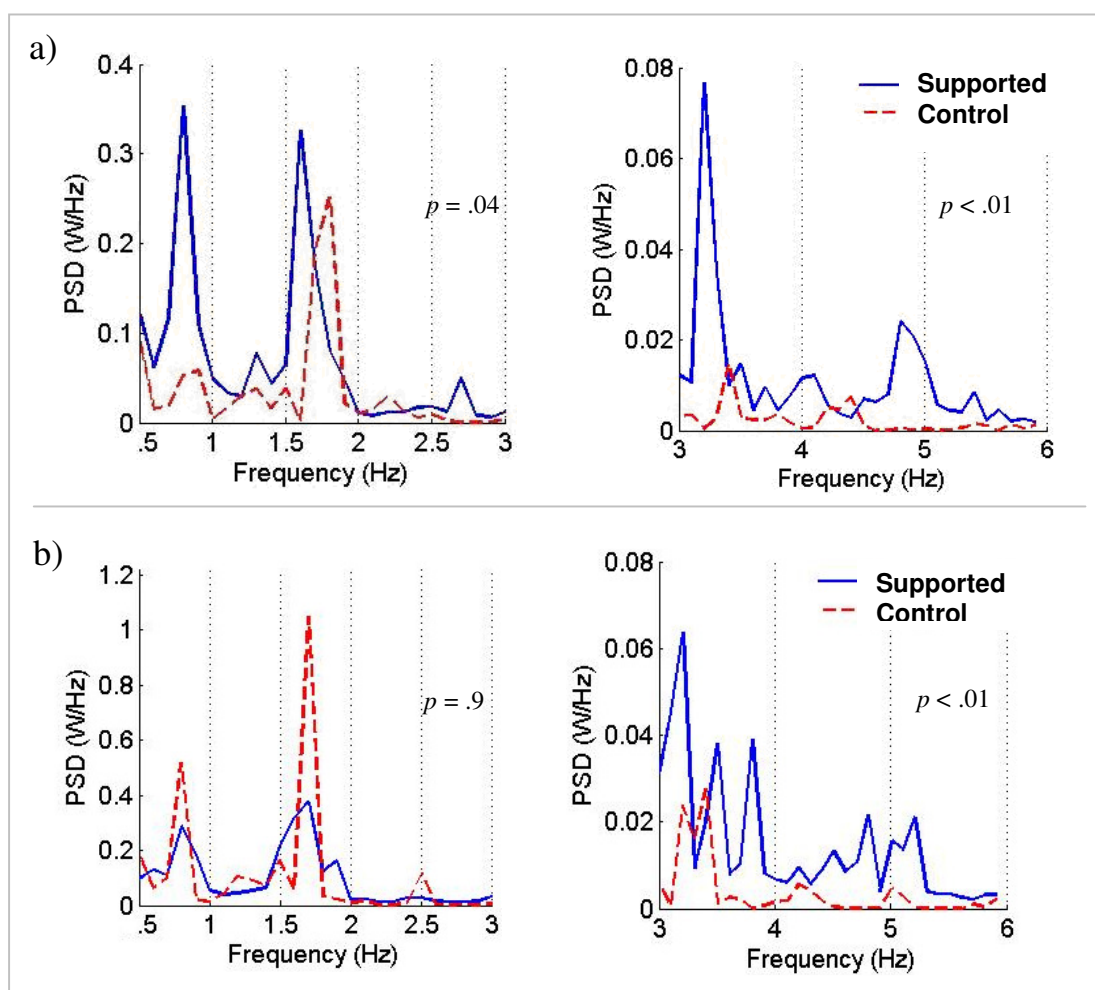 a)
0.4
0.3
0.2
0.1
0
PSD (W/Hz)
p = .04
.5 1 1.5 2 2.5 3
Frequency (Hz)
0.08
0.06
0.04
0.02
0
PSD (W/Hz)
Supported
Control
p < .01
3 4 5 6
Frequency (Hz)
b)
1.2
1
0.8
0.6
0.4
0.2
0
PSD (W/Hz)
p = .9
.5 1 1.5 2 2.5 3
Frequency (Hz)
0.08
0.06
0.04
0.02
0
PSD (W/Hz)
Supported
Control
p < .01
3 4 5 6
Frequency (Hz)